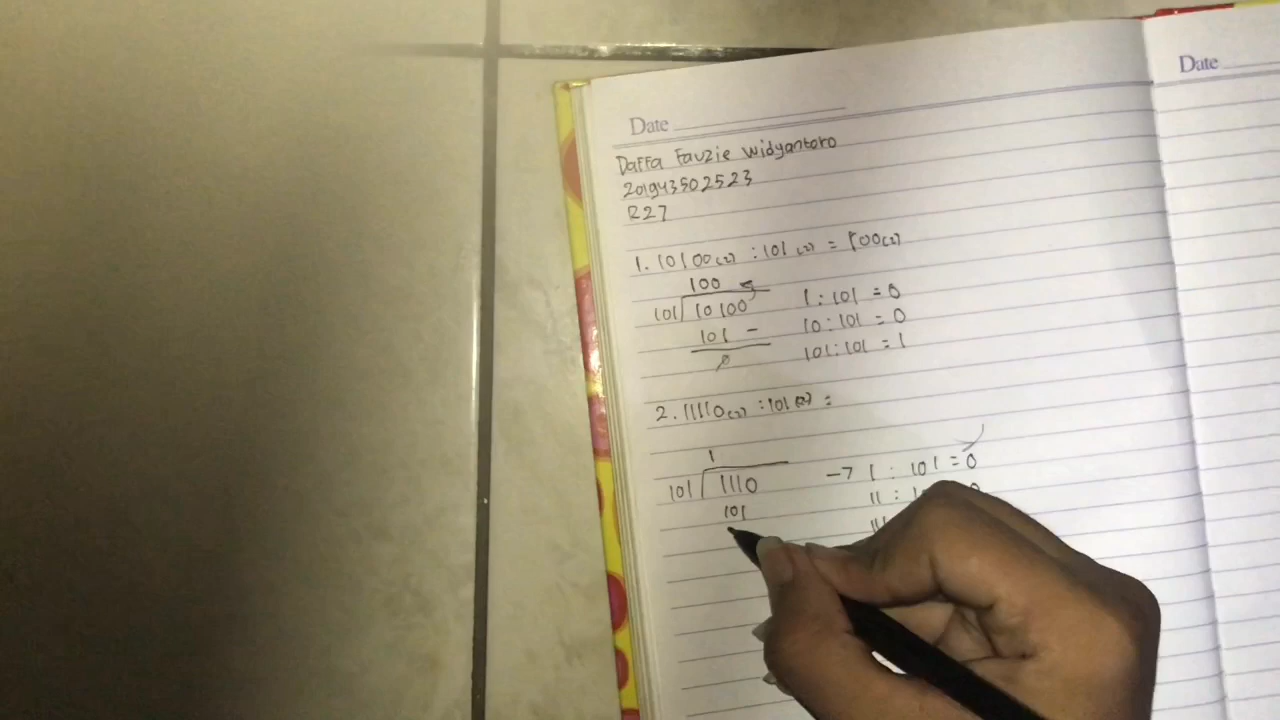 Date
Date
Daffa Fauzie Widyantoro
201943502523
R27
1. 10100(2) : 101(2) = 100(2)
100
101 10100 1 : 101 = 0
101 - 10 : 101 = 0
0 101 : 101 = 1
2. 11110(2) : 101(2) =
1
101 1110 → 1 : 101 = 0
101 11 :